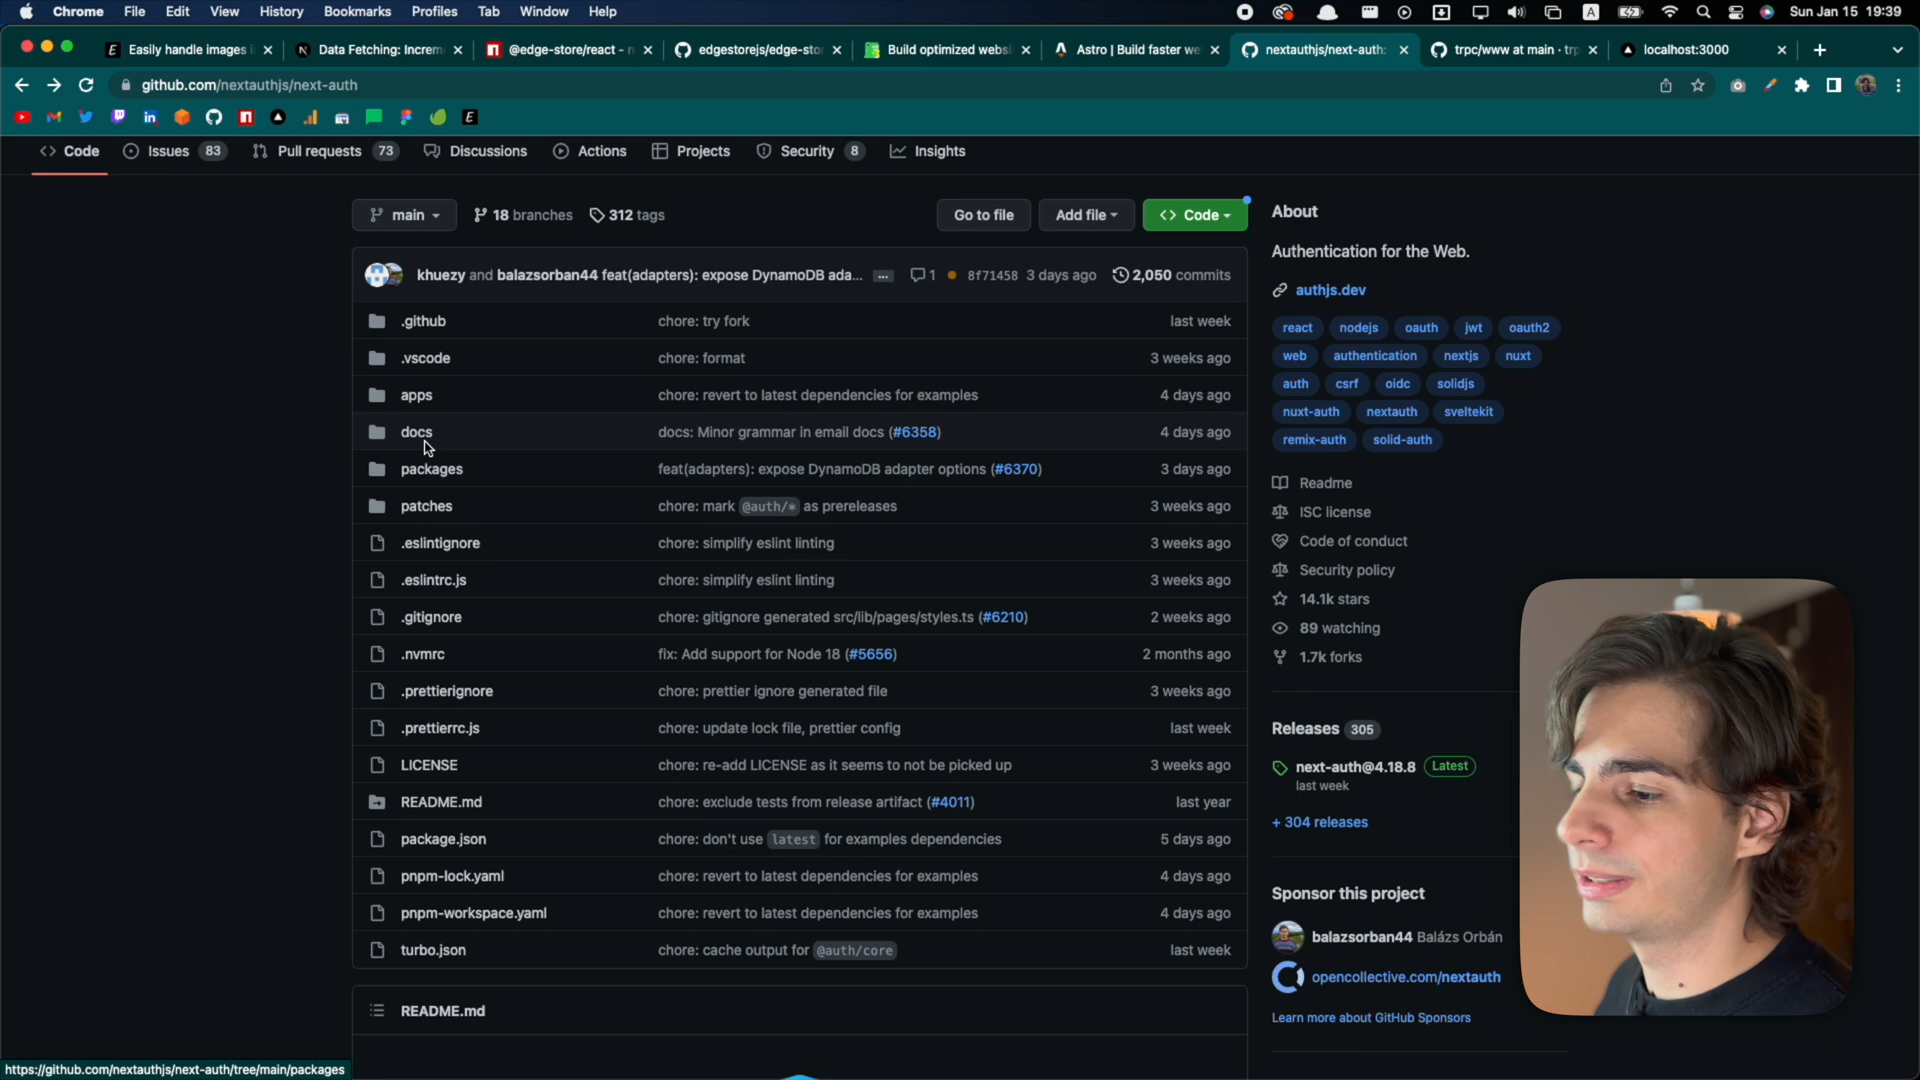 Chrome File Edit View History Bookmarks Profiles Tab Window Help A Sun Jan 15 19:39
Easily handle images
Data Fetching: Increm
@edge-store/react - n
edgestorejs/edge-sto
Build optimized websi
Astro | Build faster we
nextauthjs/next-auth:
trpc/www at main · trp
localhost:3000
github.com/nextauthjs/next-auth
Code Issues 83 Pull requests 73 Discussions Actions Projects Security 8 Insights
main 18 branches 312 tags Go to file Add file Code
khuezy and balazsorban44 feat(adapters): expose DynamoDB ada... ... 1 8f71458 3 days ago 2,050 commits
.github chore: try fork last week
.vscode chore: format 3 weeks ago
apps chore: revert to latest dependencies for examples 4 days ago
docs docs: Minor grammar in email docs (#6358) 4 days ago
packages feat(adapters): expose DynamoDB adapter options (#6370) 3 days ago
patches chore: mark @auth/* as prereleases 3 weeks ago
.eslintignore chore: simplify eslint linting 3 weeks ago
.eslintrc.js chore: simplify eslint linting 3 weeks ago
.gitignore chore: gitignore generated src/lib/pages/styles.ts (#6210) 2 weeks ago
.nvmrc fix: Add support for Node 18 (#5656) 2 months ago
.prettierignore chore: prettier ignore generated file 3 weeks ago
.prettierrc.js chore: update lock file, prettier config last week
LICENSE chore: re-add LICENSE as it seems to not be picked up 3 weeks ago
README.md chore: exclude tests from release artifact (#4011) last year
package.json chore: don't use latest for examples dependencies 5 days ago
pnpm-lock.yaml chore: revert to latest dependencies for examples 4 days ago
pnpm-workspace.yaml chore: revert to latest dependencies for examples 4 days ago
turbo.json chore: cache output for @auth/core last week
README.md
About
Authentication for the Web.
authjs.dev
react nodejs oauth jwt oauth2
web authentication nextjs nuxt
auth csrf oidc solidjs
nuxt-auth nextauth sveltekit
remix-auth solid-auth
Readme
ISC license
Code of conduct
Security policy
14.1k stars
89 watching
1.7k forks
Releases 305
next-auth@4.18.8 Latest
last week
+ 304 releases
Sponsor this project
balazsorban44 Balázs Orbán
opencollective.com/nextauth
Learn more about GitHub Sponsors
https://github.com/nextauthjs/next-auth/tree/main/packages